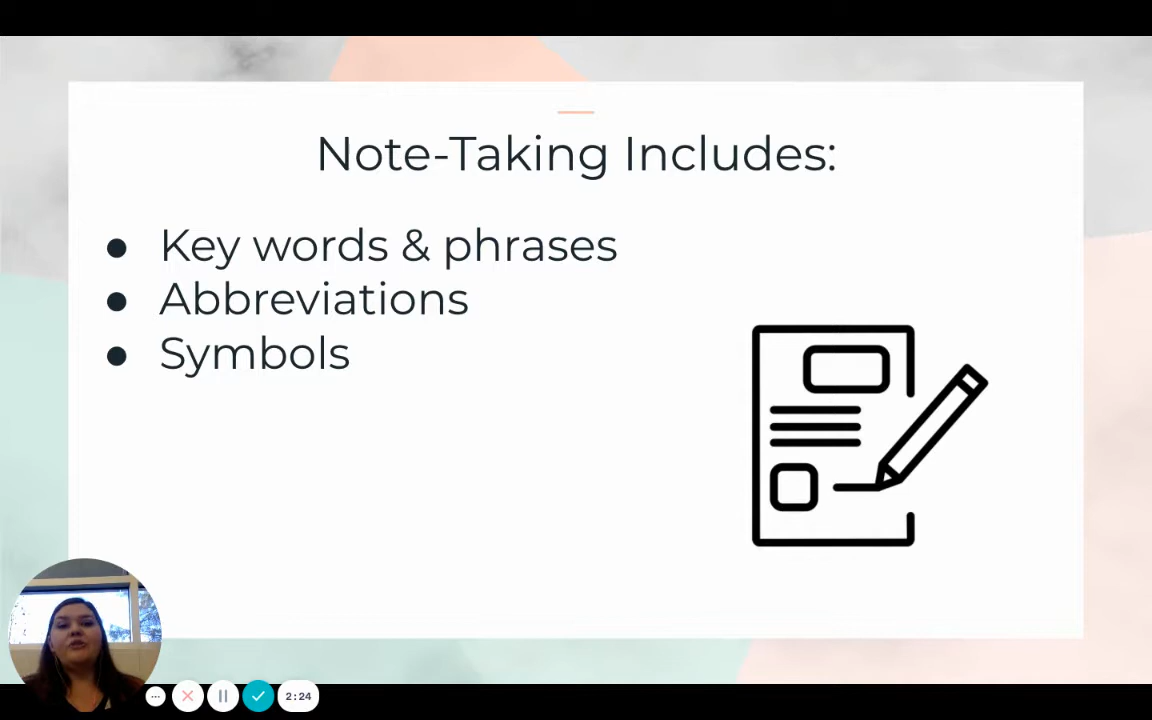 Note-Taking Includes:
● Key words & phrases
● Abbreviations
● Symbols
2:24